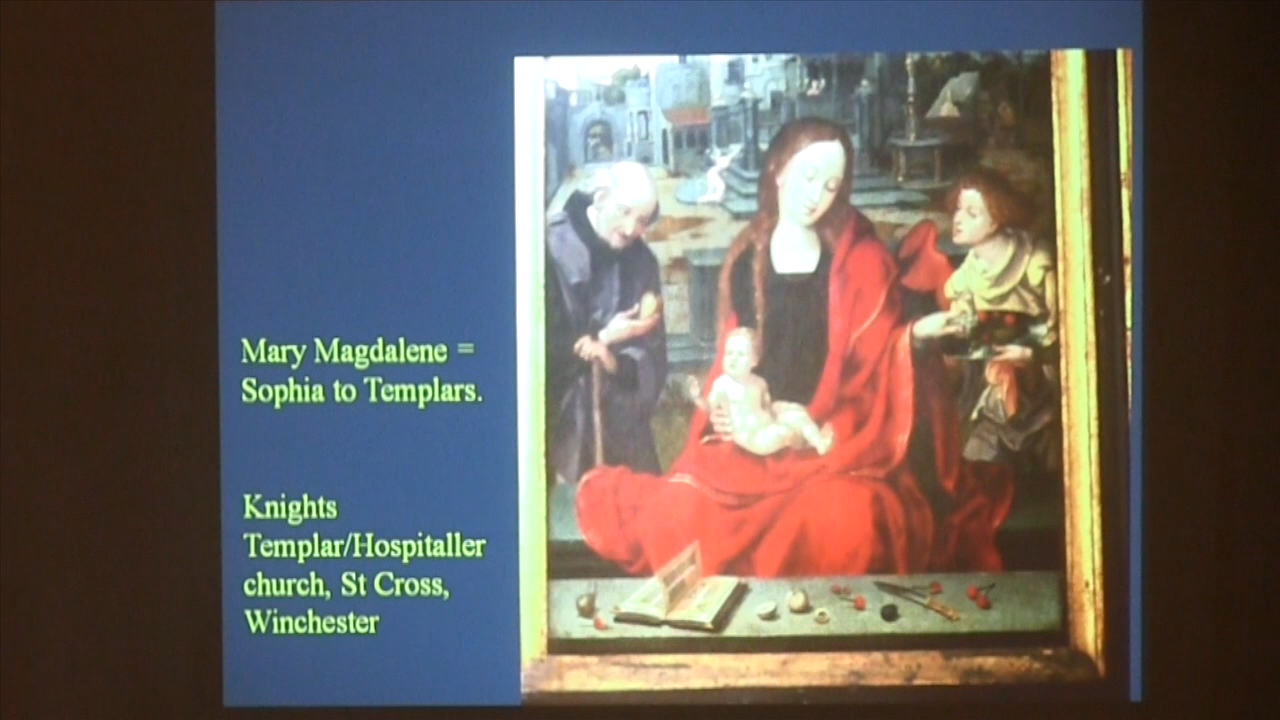 Mary Magdalene =
Sophia to Templars.
Knights
Templar/Hospitaller
church, St Cross,
Winchester